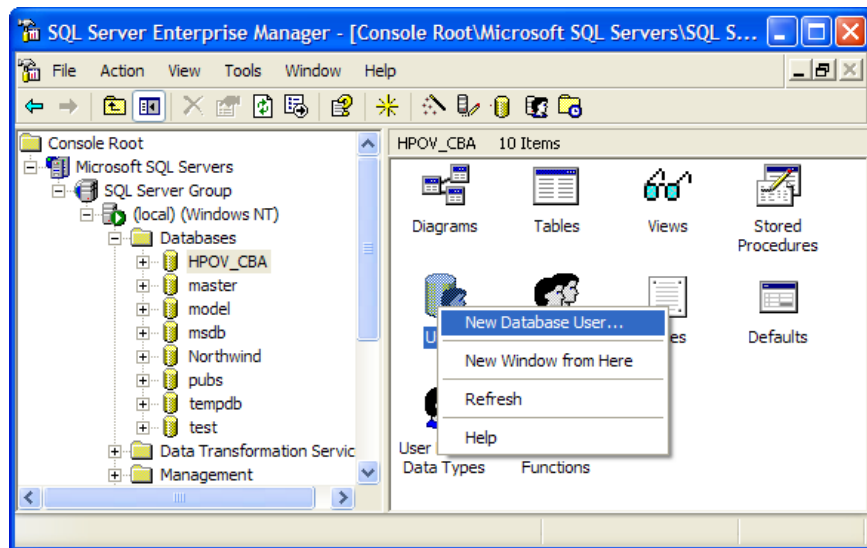 SQL Server Enterprise Manager - [Console Root\Microsoft SQL Servers\SQL S...
File Action View Tools Window Help
Console Root
Microsoft SQL Servers
SQL Server Group
(local) (Windows NT)
Databases
HPOV_CBA
master
model
msdb
Northwind
pubs
tempdb
test
Data Transformation Servic
Management
HPOV_CBA 10 Items
Diagrams
Tables
Views
Stored
Procedures
New Database User...
New Window from Here
Refresh
Help
Defaults
User
Data Types
Functions